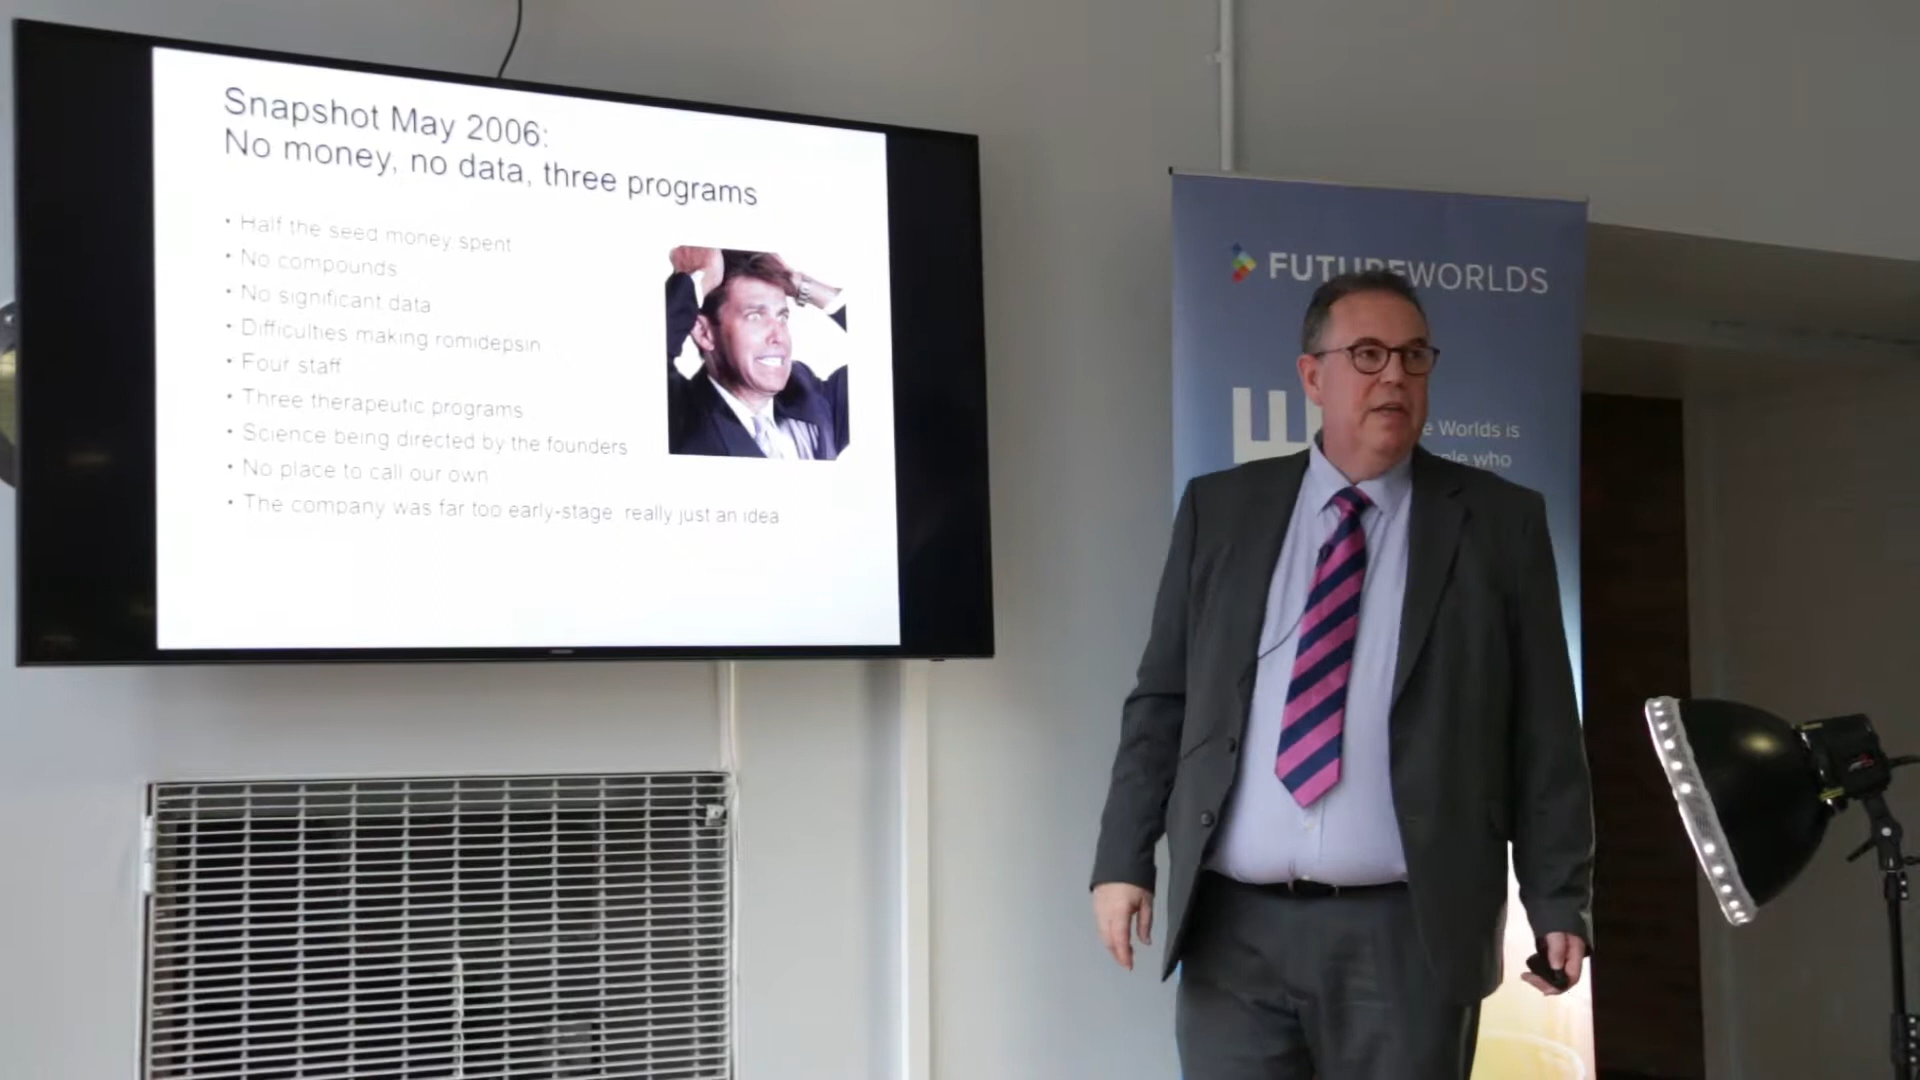 Snapshot May 2006:
No money, no data, three programs
• Half the seed money spent
• No compounds
• No significant data
• Difficulties making romidepsin
• Four staff
• Three therapeutic programs
• Science being directed by the founders
• No place to call our own
• The company was far too early-stage really just an idea
FUTUREWORLDS
Worlds is
who